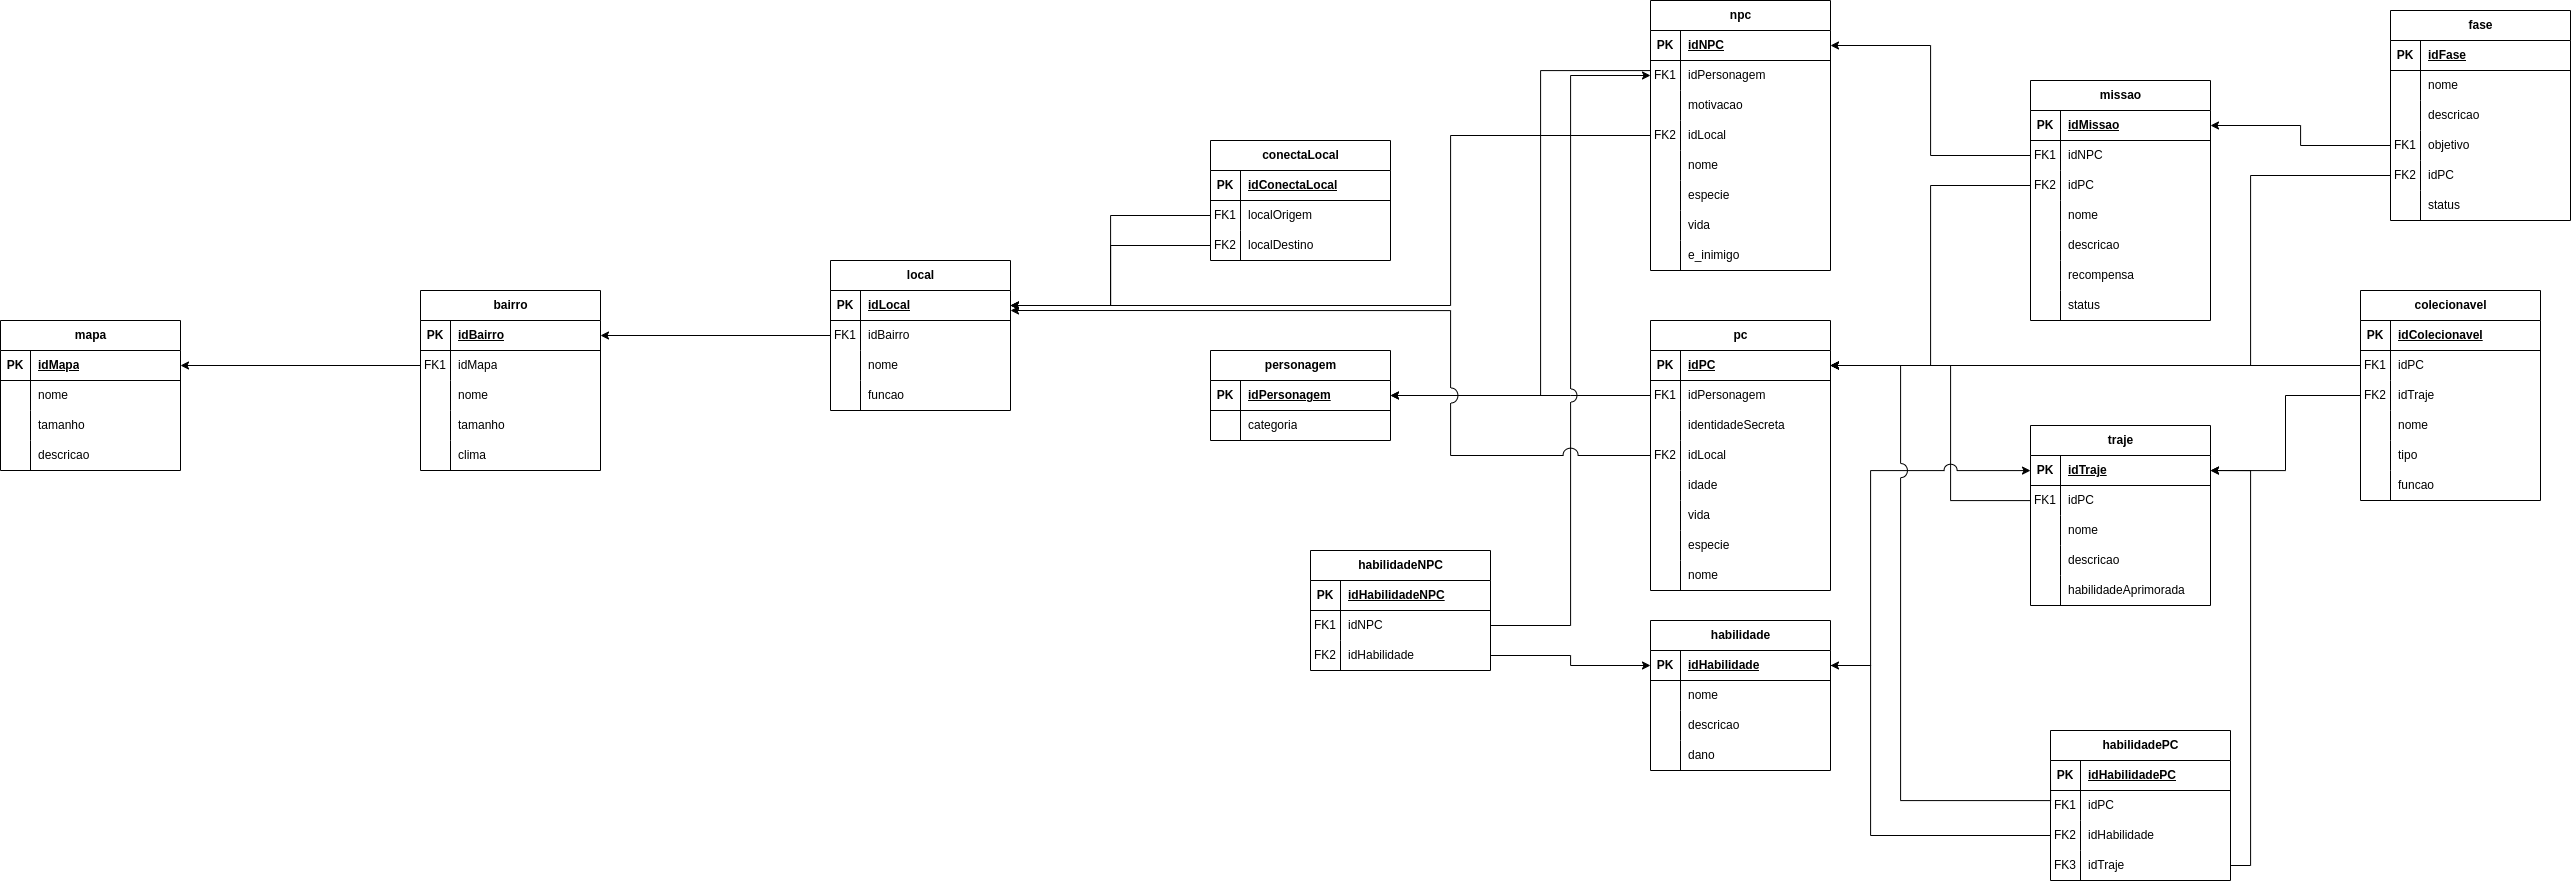 mapa
PK idMapa
nome
tamanho
descricao
bairro
PK idBairro
FK1 idMapa
nome
tamanho
clima
local
PK idLocal
FK1 idBairro
nome
funcao
conectaLocal
PK idConectaLocal
FK1 localOrigem
FK2 localDestino
personagem
PK idPersonagem
categoria
habilidadeNPC
PK idHabilidadeNPC
FK1 idNPC
FK2 idHabilidade
npc
PK idNPC
FK1 idPersonagem
motivacao
FK2 idLocal
nome
especie
vida
e_inimigo
pc
PK idPC
FK1 idPersonagem
identidadeSecreta
FK2 idLocal
idade
vida
especie
nome
habilidade
PK idHabilidade
nome
descricao
dano
missao
PK idMissao
FK1 idNPC
FK2 idPC
nome
descricao
recompensa
status
traje
PK idTraje
FK1 idPC
nome
descricao
habilidadeAprimorada
habilidadePC
PK idHabilidadePC
FK1 idPC
FK2 idHabilidade
FK3 idTraje
fase
PK idFase
nome
descricao
FK1 objetivo
FK2 idPC
status
colecionavel
PK idColecionavel
FK1 idPC
FK2 idTraje
nome
tipo
funcao